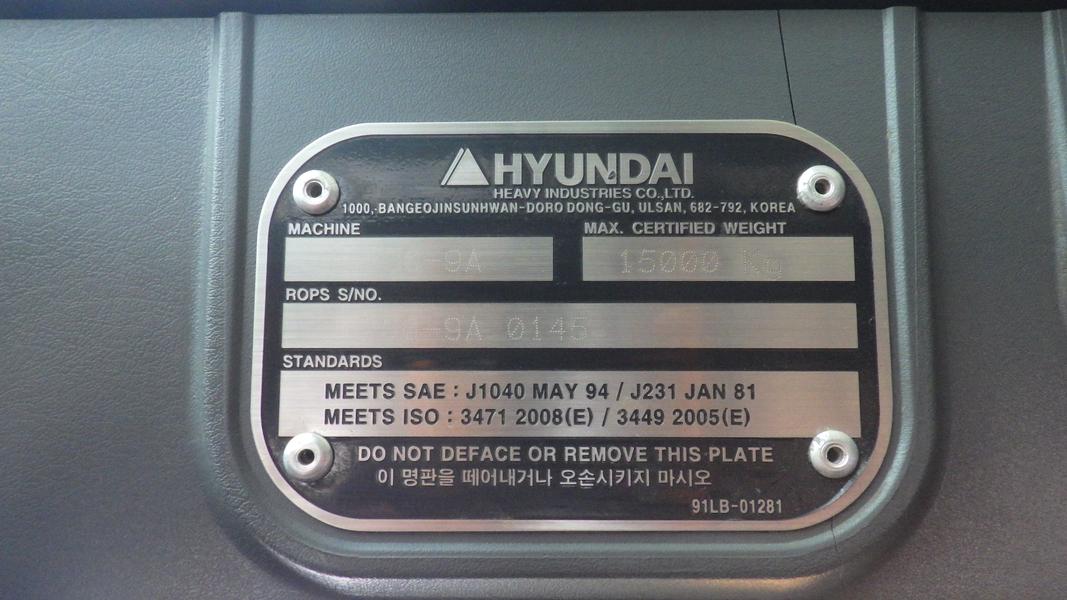 HYUNDAI
HEAVY INDUSTRIES CO.,LTD.
1000, BANGEOJINSUNHWAN-DORO DONG-GU, ULSAN, 682-792, KOREA
MACHINE
MAX. CERTIFIED WEIGHT
-9A
15000 Kg
ROPS S/NO.
-9A 0145
STANDARDS
MEETS SAE : J1040 MAY 94 / J231 JAN 81
MEETS ISO : 3471 2008(E) / 3449 2005(E)
DO NOT DEFACE OR REMOVE THIS PLATE
이 명판을 떼어내거나 오손시키지 마시오
91LB-01281